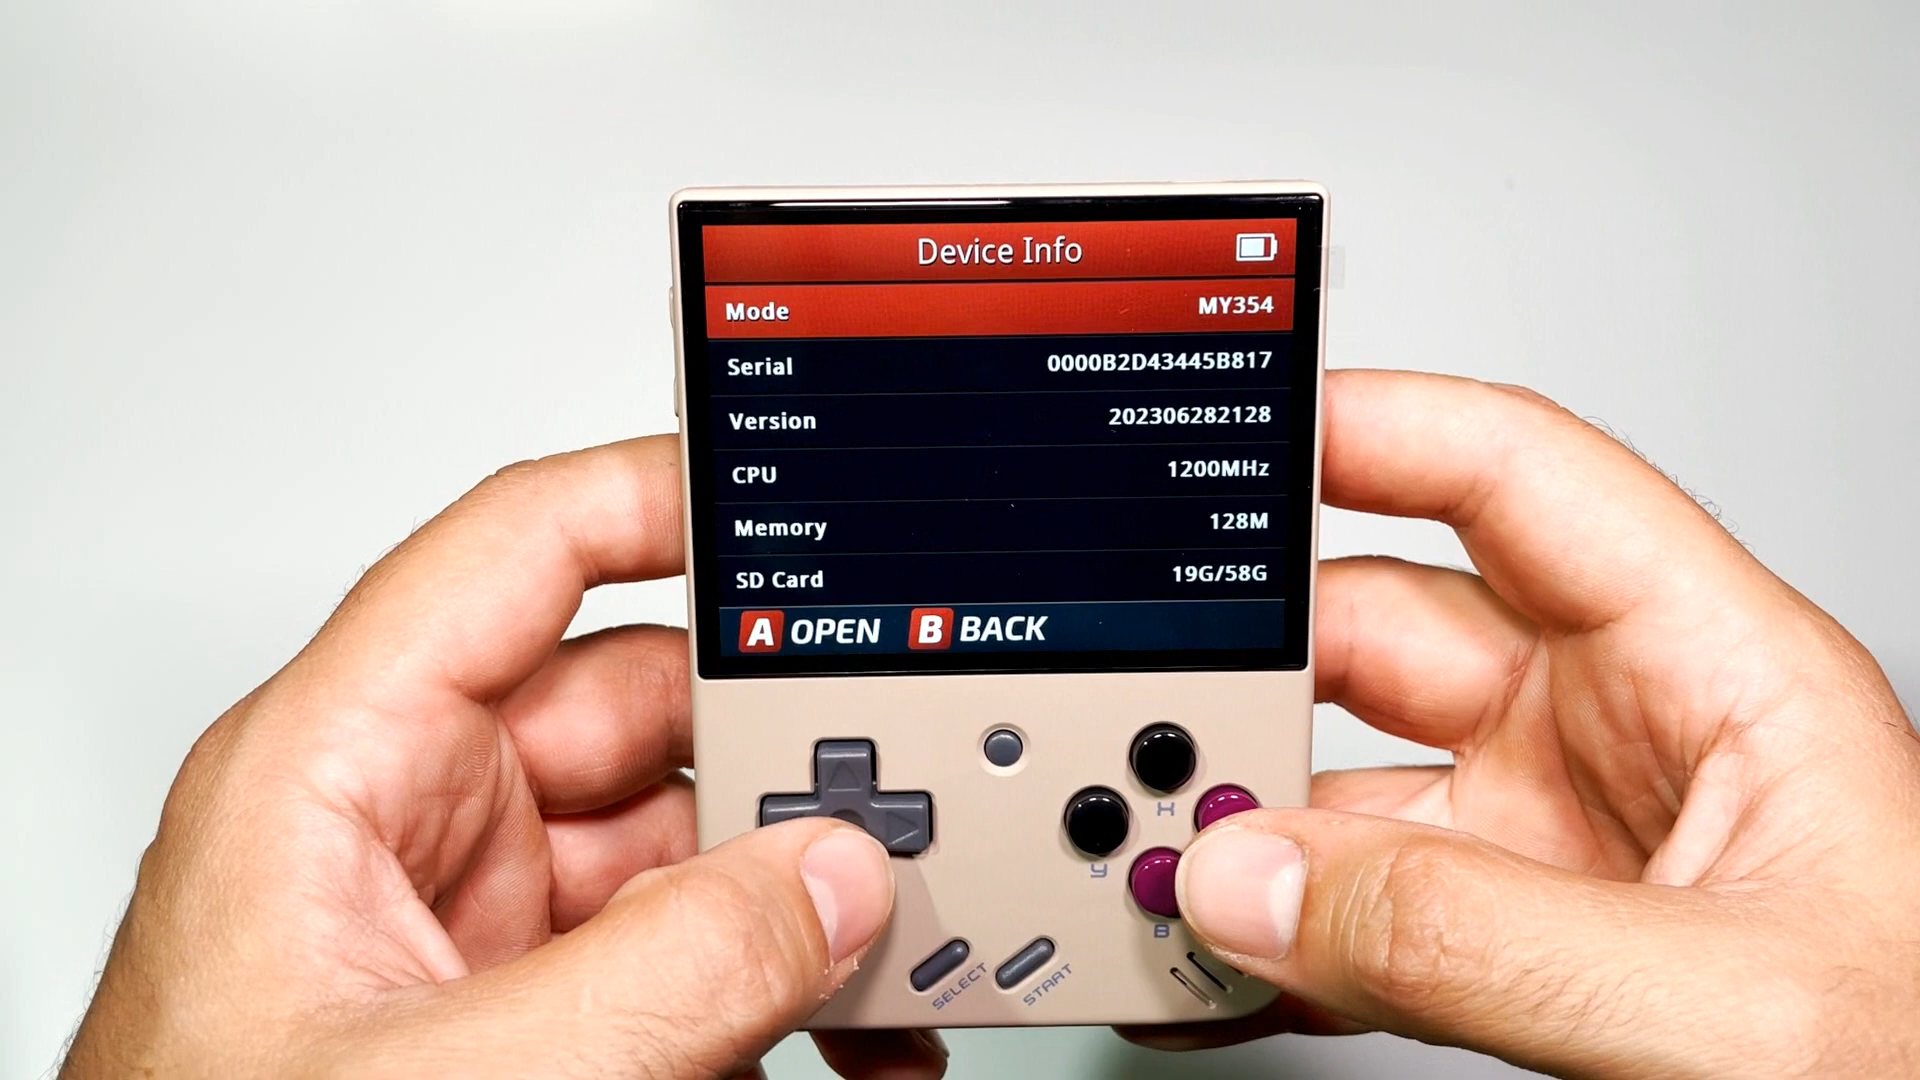 Device Info
Mode MY354
Serial 0000B2D43445B817
Version 202306282128
CPU 1200MHz
Memory 128M
SD Card 19G/58G
A OPEN B BACK
X
Y
B
SELECT START